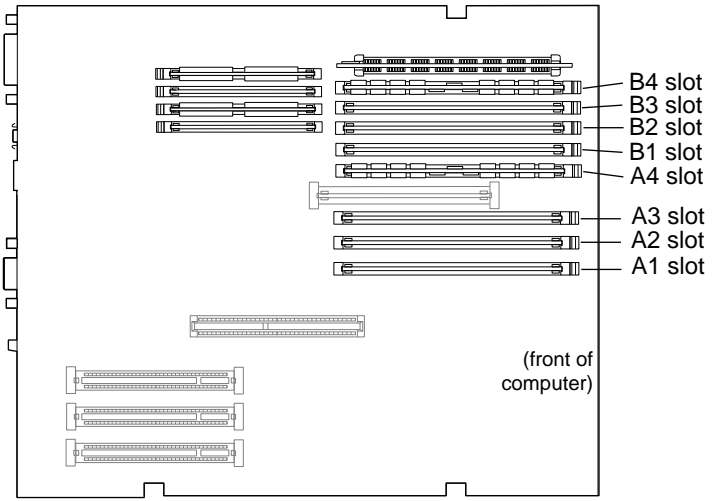 B4 slot
B3 slot
B2 slot
B1 slot
A4 slot
A3 slot
A2 slot
A1 slot
(front of
computer)